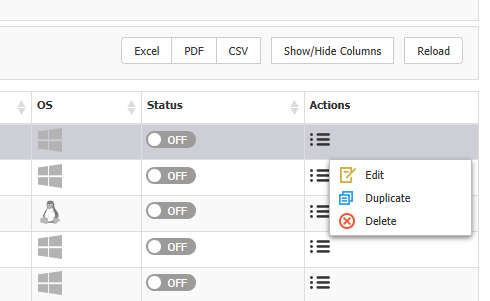 Excel PDF CSV Show/Hide Columns Reload
OS Status Actions
OFF
OFF
Edit
Duplicate
OFF
Delete
OFF
OFF